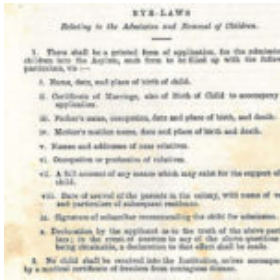 BYE-LAWS
Relating to the Admission and Removal of Children.
1. There shall be a printed form of application, for the admission
children into the Asylum, such form to be filled up with the following
particulars, viz:—
i. Name, date, and place of birth of child.
ii. Certificate of Marriage, also of Birth of Child to accompany
application.
iii. Father's name, occupation, date and place of birth, and death.
iv. Mother's maiden name, date and place of birth and death.
v. Names and addresses of near relatives.
vi. Occupation or profession of relatives.
vii. A full account of any means which may exist for the support of
child.
viii. Date of arrival of the parents in the colony, with name of
and particulars of subsequent residence.
ix. Signature of subscriber recommending the child for admission.
x. Declaration by the applicant as to the truth of the above
in the event of answers to any of the above questions
being obtainable, a declaration to that effect shall be made.
2. No child shall be received into the Institution, unless
by a medical certificate of freedom from contagious disease.